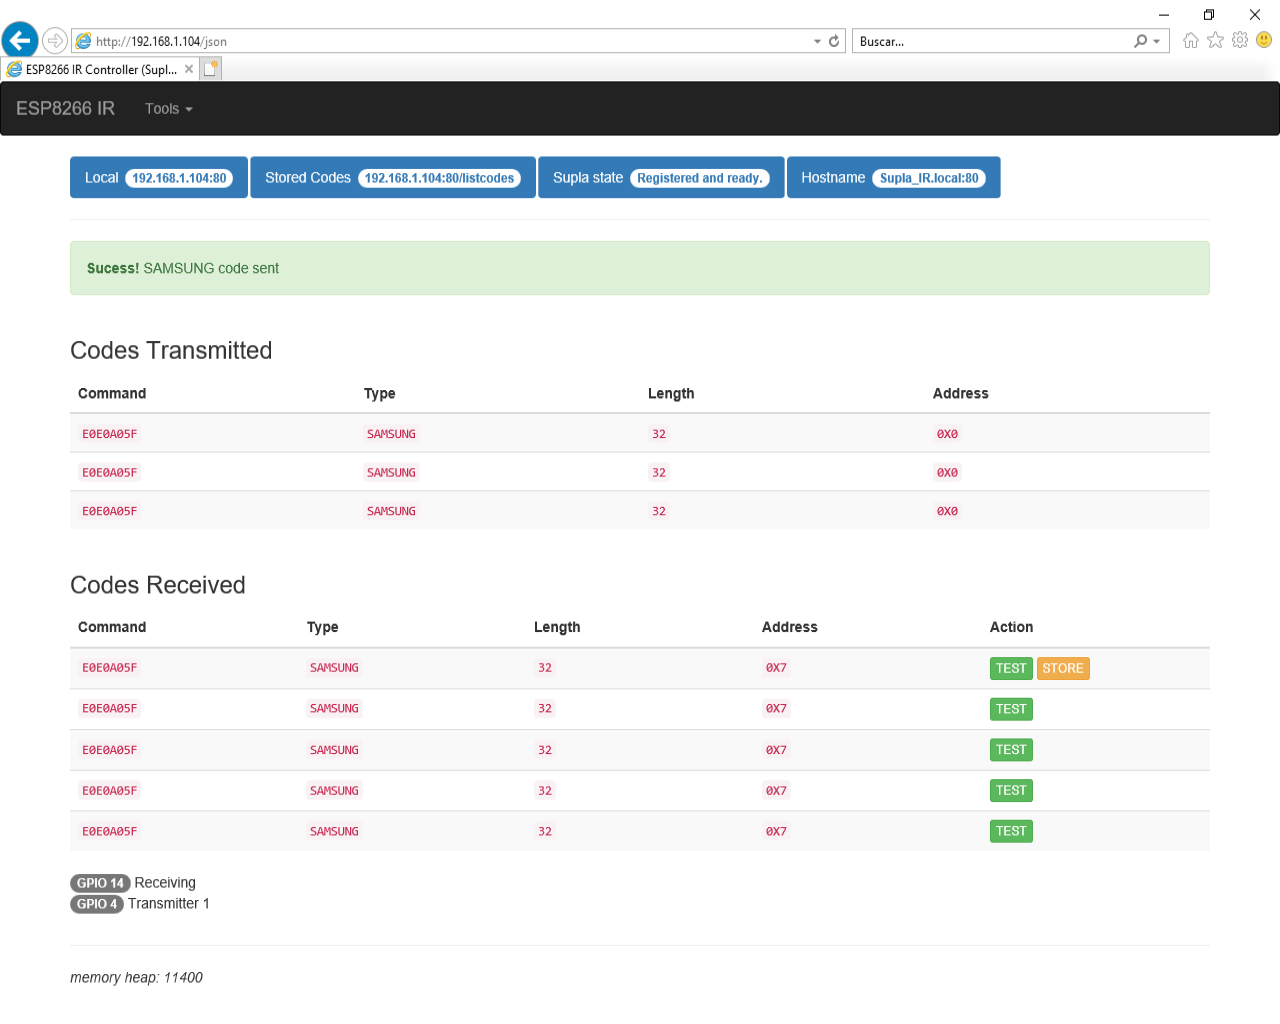 http://192.168.1.104/json
Buscar...
ESP8266 IR Controller (Supl...
ESP8266 IR Tools
Local 192.168.1.104:80 Stored Codes 192.168.1.104:80/listcodes Supla state Registered and ready. Hostname Supla_IR.local:80
Sucess! SAMSUNG code sent
Codes Transmitted
Command Type Length Address
E0E0A05F SAMSUNG 32 0X0
E0E0A05F SAMSUNG 32 0X0
E0E0A05F SAMSUNG 32 0X0
Codes Received
Command Type Length Address Action
E0E0A05F SAMSUNG 32 0X7 TEST STORE
E0E0A05F SAMSUNG 32 0X7 TEST
E0E0A05F SAMSUNG 32 0X7 TEST
E0E0A05F SAMSUNG 32 0X7 TEST
E0E0A05F SAMSUNG 32 0X7 TEST
GPIO 14 Receiving
GPIO 4 Transmitter 1
memory heap: 11400